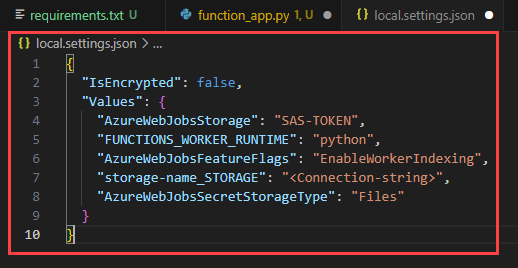 requirements.txt U
function_app.py 1, U
local.settings.json
{} local.settings.json > ...
1 {
2   "IsEncrypted": false,
3   "Values": {
4     "AzureWebJobsStorage": "SAS-TOKEN",
5     "FUNCTIONS_WORKER_RUNTIME": "python",
6     "AzureWebJobsFeatureFlags": "EnableWorkerIndexing",
7     "storage-name_STORAGE": "<Connection-string>",
8     "AzureWebJobsSecretStorageType": "Files"
9   }
10 }